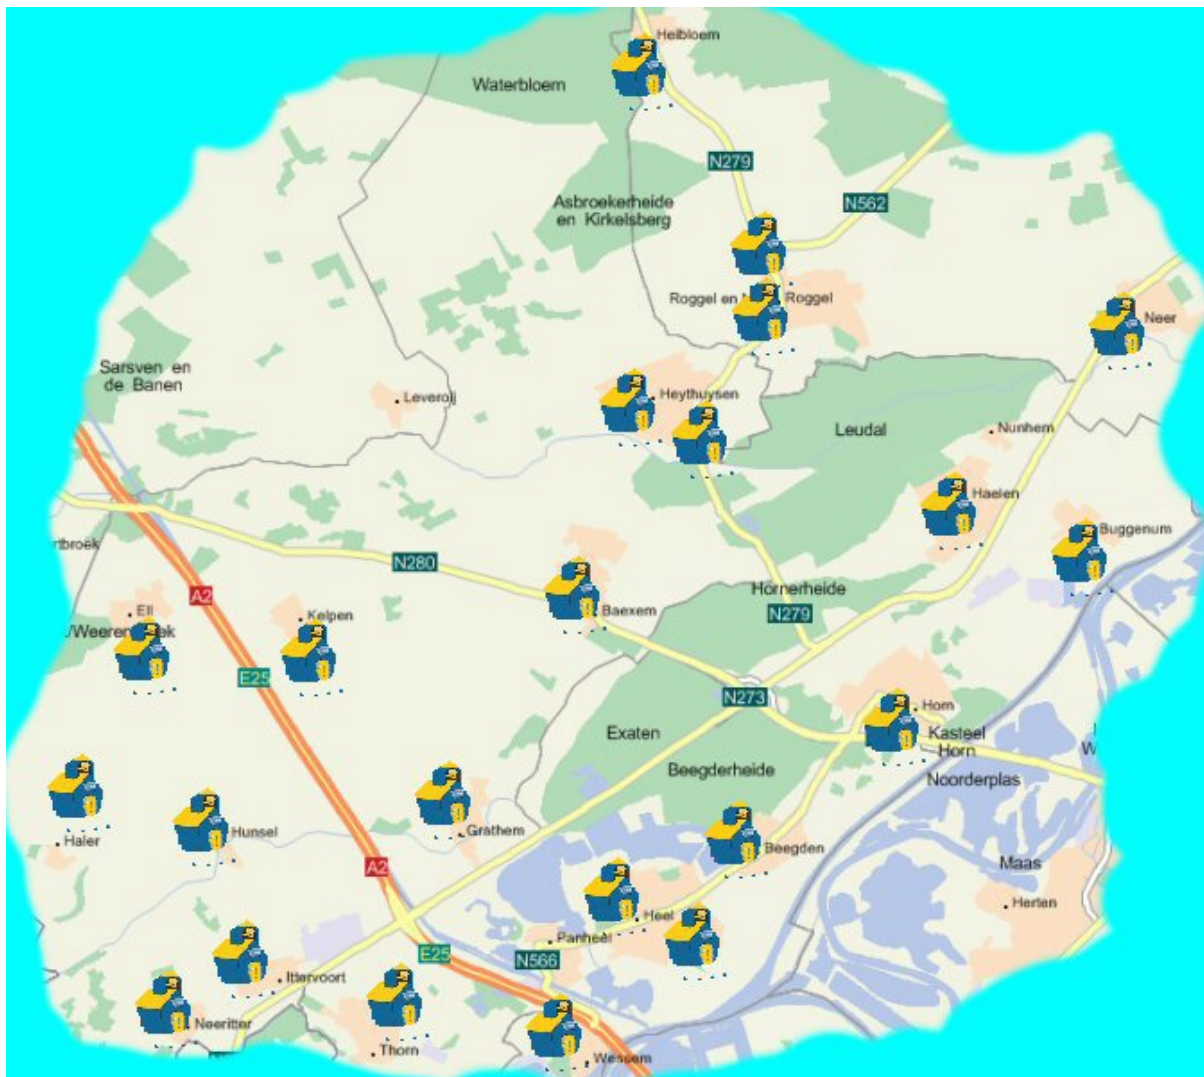 Heibloem
Waterbloem
N279
Asbroekerheide
en Kirkelsberg
N562
Roggel en
Roggel
Neer
Sarsven en
de Banen
Leveroij
Heythuysen
Leudal
Nunhem
Haelen
Buggenum
N280
Hornerheide
A2
Ell
Kelpen
Baexem
N279
E25
N273
Horn
Exaten
Kasteel
Horn
Beegderheide
Noorderplas
Haler
Hunsel
Grathem
Beegden
A2
Maas
Herten
Heel
Panheel
E25
N566
Ittervoort
Neeritter
Thorn
Wessem